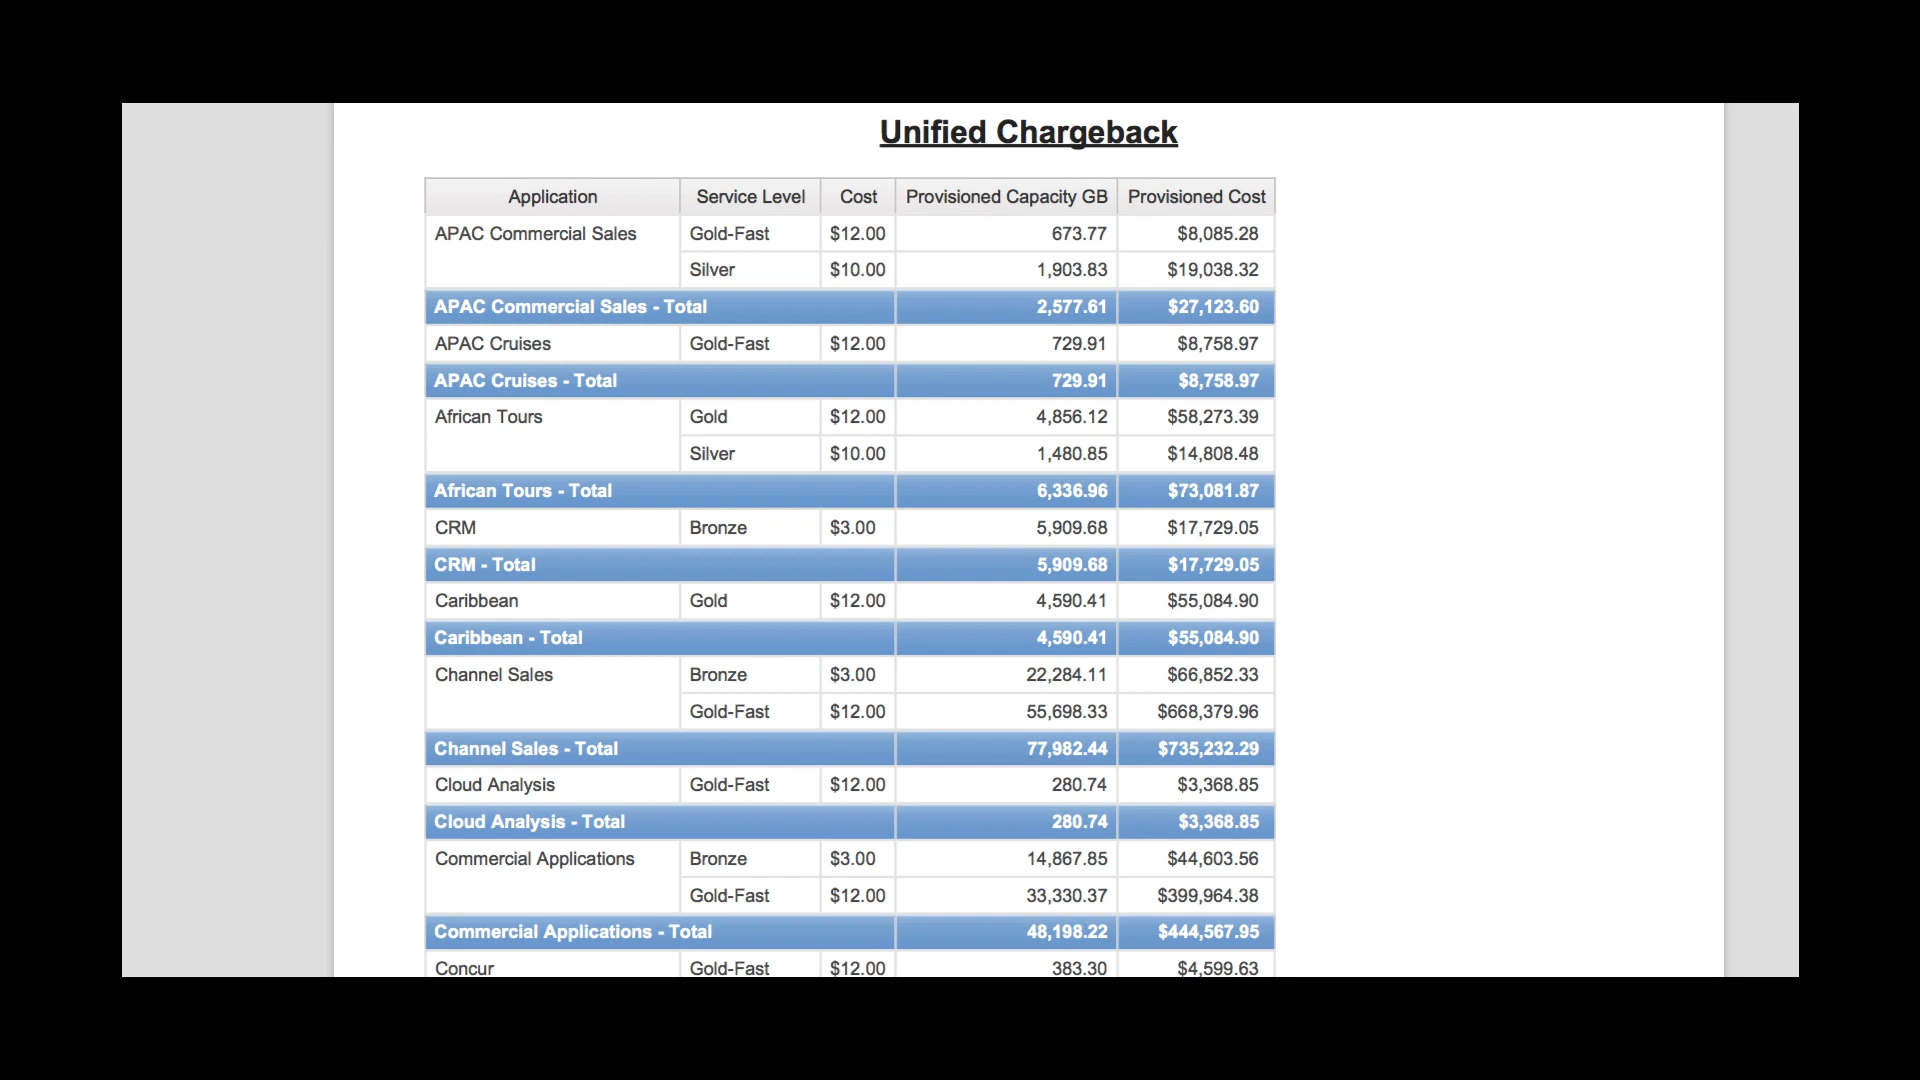 Unified Chargeback
Application Service Level Cost Provisioned Capacity GB Provisioned Cost
APAC Commercial Sales Gold-Fast $12.00 673.77 $8,085.28
Silver $10.00 1,903.83 $19,038.32
APAC Commercial Sales - Total 2,577.61 $27,123.60
APAC Cruises Gold-Fast $12.00 729.91 $8,758.97
APAC Cruises - Total 729.91 $8,758.97
African Tours Gold $12.00 4,856.12 $58,273.39
Silver $10.00 1,480.85 $14,808.48
African Tours - Total 6,336.96 $73,081.87
CRM Bronze $3.00 5,909.68 $17,729.05
CRM - Total 5,909.68 $17,729.05
Caribbean Gold $12.00 4,590.41 $55,084.90
Caribbean - Total 4,590.41 $55,084.90
Channel Sales Bronze $3.00 22,284.11 $66,852.33
Gold-Fast $12.00 55,698.33 $668,379.96
Channel Sales - Total 77,982.44 $735,232.29
Cloud Analysis Gold-Fast $12.00 280.74 $3,368.85
Cloud Analysis - Total 280.74 $3,368.85
Commercial Applications Bronze $3.00 14,867.85 $44,603.56
Gold-Fast $12.00 33,330.37 $399,964.38
Commercial Applications - Total 48,198.22 $444,567.95
Concur Gold-Fast $12.00 383.30 $4,599.63